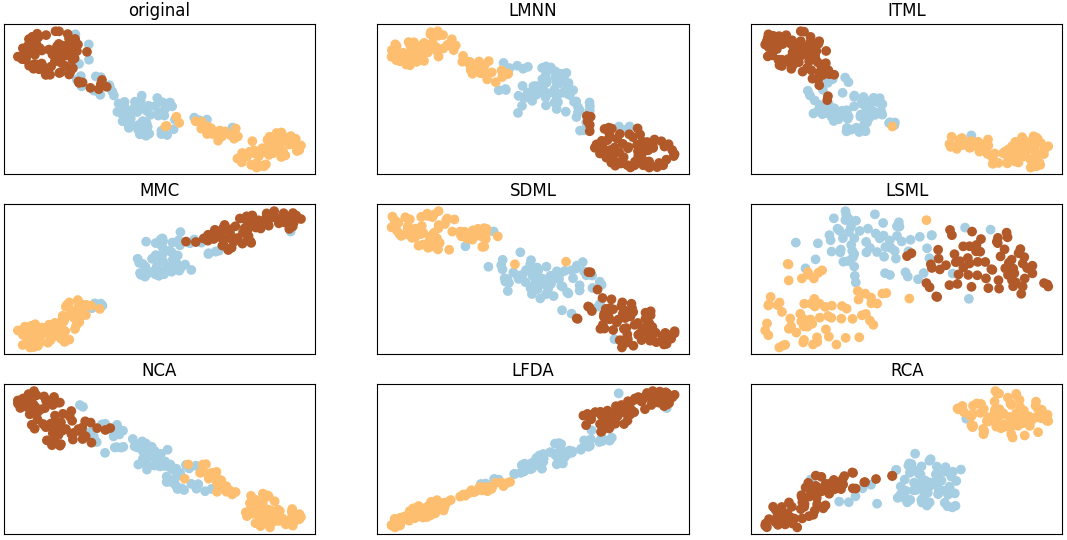 original
LMNN
ITML
MMC
SDML
LSML
NCA
LFDA
RCA